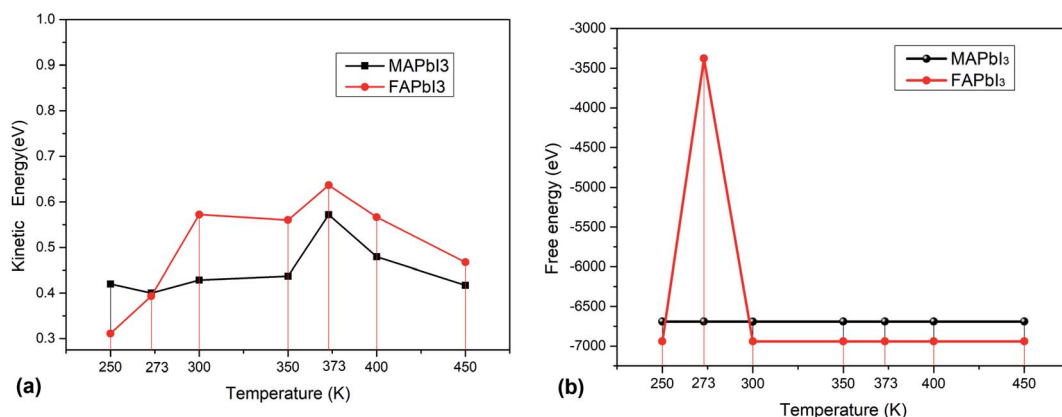 1.0
0.9
0.8
0.7
0.6
0.5
0.4
0.3
Kinetic Energy(eV)
MAPbI3
FAPbI3
250 273 300 350 373 400 450
Temperature (K)
(a)
-3000
-3500
-4000
-4500
-5000
-5500
-6000
-6500
-7000
Free energy (eV)
MAPbI₃
FAPbI₃
250 273 300 350 373 400 450
Temperature (K)
(b)